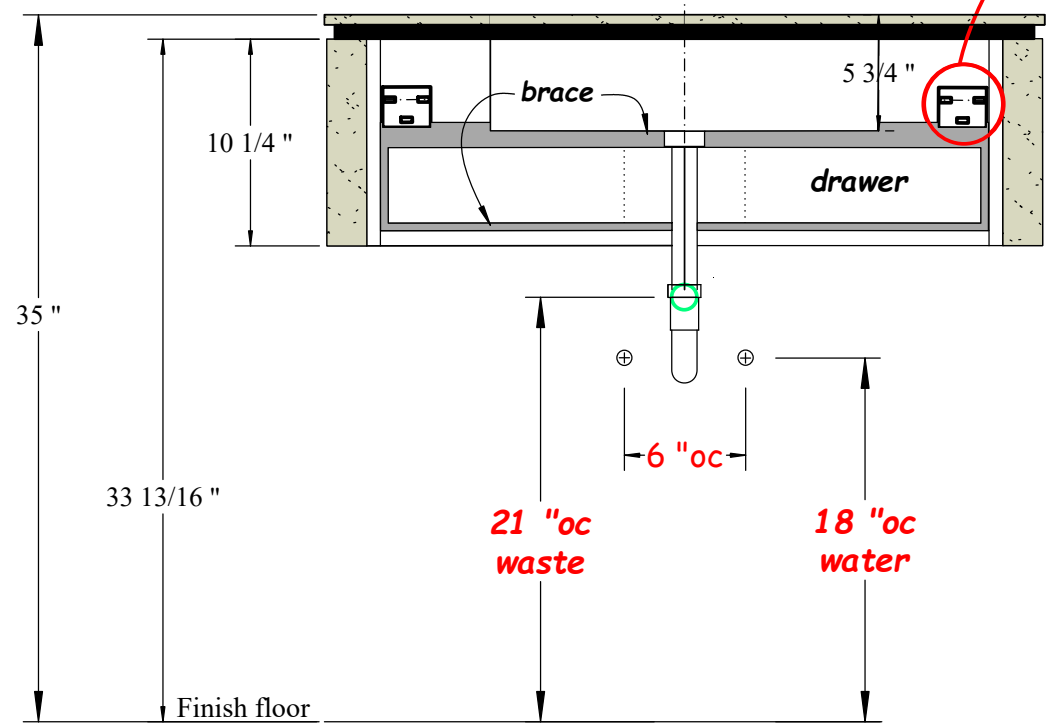 5 3/4 "
brace
10 1/4 "
drawer
35 "
6 "oc
33 13/16 "
21 "oc
waste
18 "oc
water
Finish floor